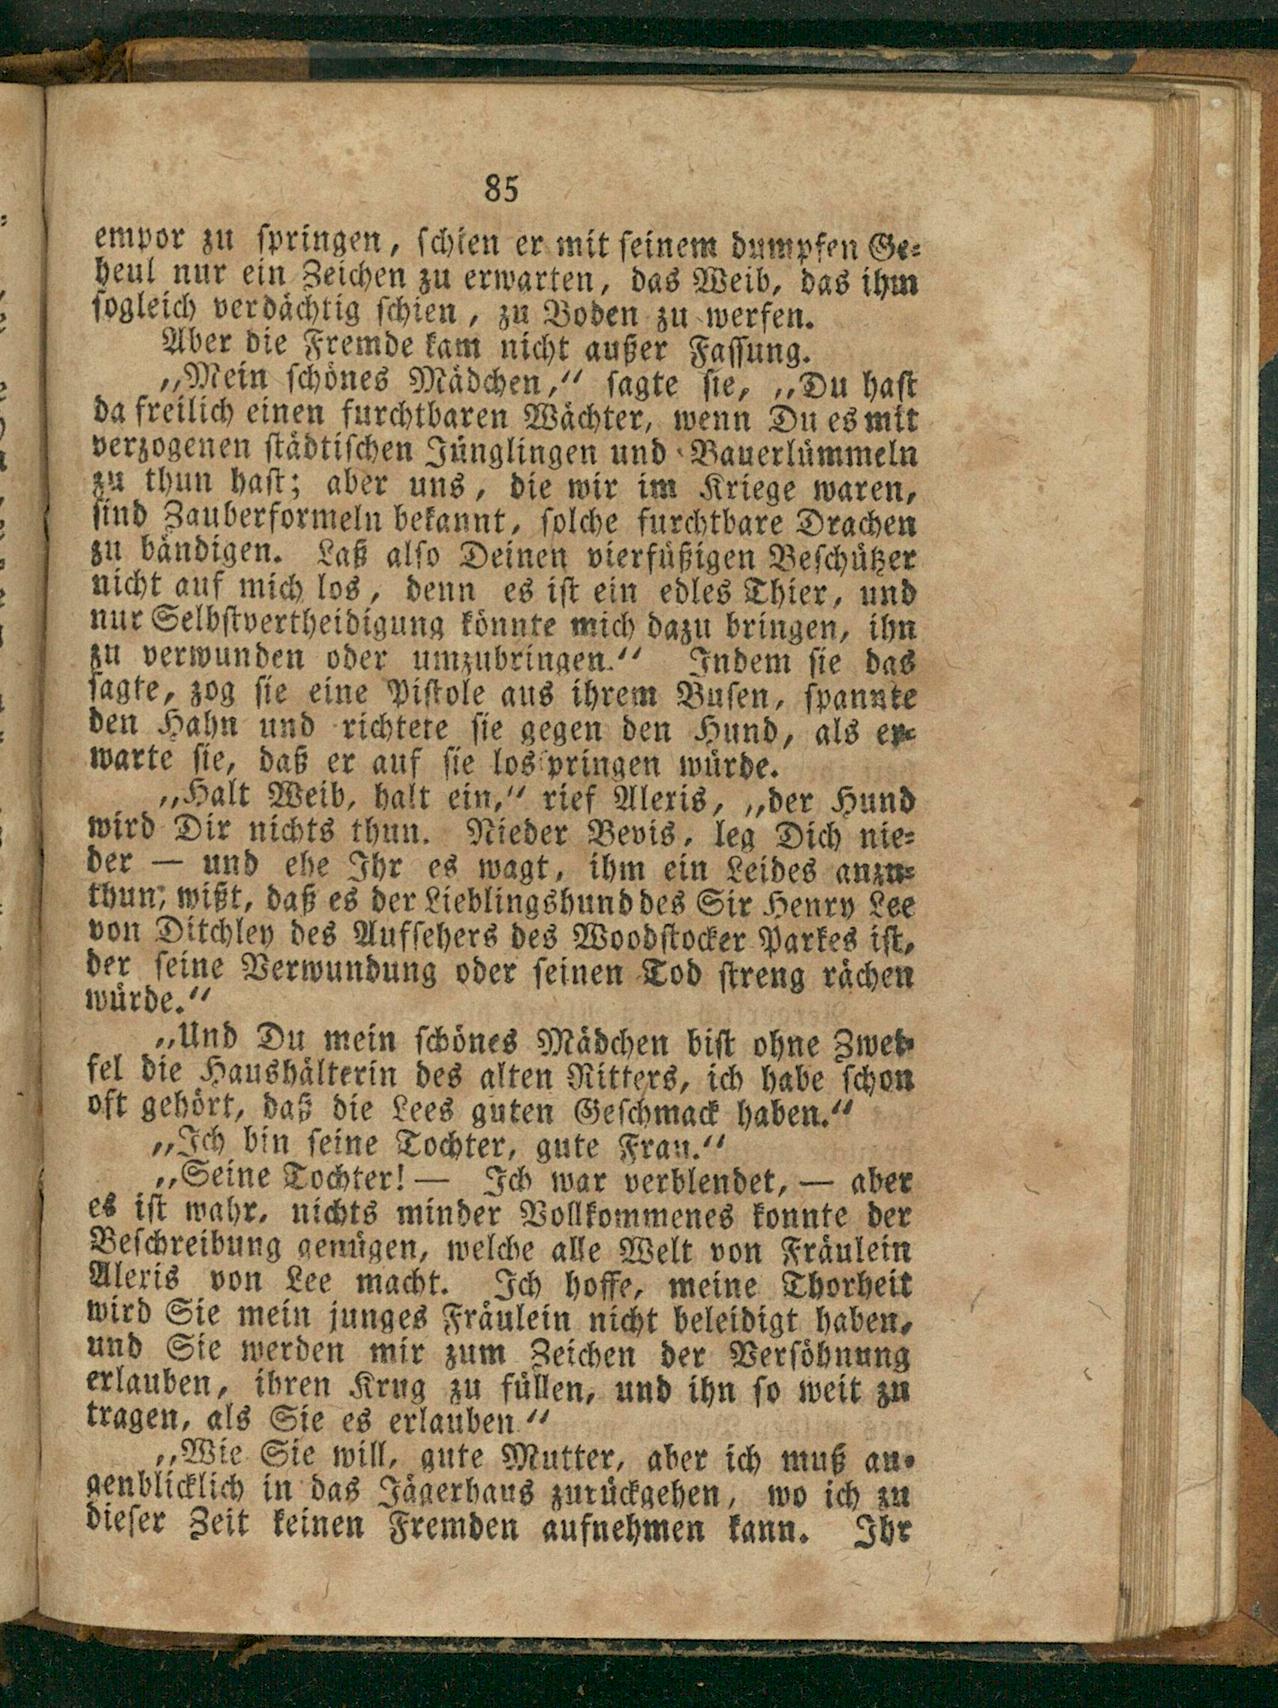 85
empor zu springen, schien er mit seinem dumpfen Ge-
heul nur ein Zeichen zu erwarten, das Weib, das ihm
sogleich verdächtig schien, zu Boden zu werfen.
Aber die Fremde kam nicht außer Fassung.
„Mein schönes Mädchen,“ sagte sie, „Du hast
da freilich einen furchtbaren Wächter, wenn Du es mit
verzogenen städtischen Jünglingen und Bauerlümmeln
zu thun hast; aber uns, die wir im Kriege waren,
sind Zauberformeln bekannt, solche furchtbare Drachen
zu bändigen. Laß also Deinen vierfüßigen Beschützer
nicht auf mich los, denn es ist ein edles Thier, und
nur Selbstvertheidigung könnte mich dazu bringen, ihn
zu verwunden oder umzubringen.“ Indem sie das
sagte, zog sie eine Pistole aus ihrem Busen, spannte
den Hahn und richtete sie gegen den Hund, als er-
warte sie, daß er auf sie losspringen würde.
„Halt Weib, halt ein,“ rief Alexis, „der Hund
wird Dir nichts thun. Nieder Bevis, leg Dich nie-
der — und ehe Ihr es wagt, ihm ein Leides anzu-
thun, wißt, daß es der Lieblingshund des Sir Henry Lee
von Ditchley des Aufsehers des Woodstocker Parkes ist,
der seine Verwundung oder seinen Tod streng rächen
würde.“
„Und Du mein schönes Mädchen bist ohne Zwei-
fel die Haushälterin des alten Ritters, ich habe schon
oft gehört, daß die Lees guten Geschmack haben.“
„Ich bin seine Tochter, gute Frau.“
„Seine Tochter! — Ich war verblendet, — aber
es ist wahr, nichts minder Vollkommenes konnte der
Beschreibung genügen, welche alle Welt von Fräulein
Alexis von Lee macht. Ich hoffe, meine Thorheit
wird Sie mein junges Fräulein nicht beleidigt haben,
und Sie werden mir zum Zeichen der Versöhnung
erlauben, ihren Krug zu füllen, und ihn so weit zu
tragen, als Sie es erlauben“
„Wie Sie will, gute Mutter, aber ich muß au-
genblicklich in das Jägerhaus zurückgehen, wo ich zu
dieser Zeit keinen Fremden aufnehmen kann. Ihr